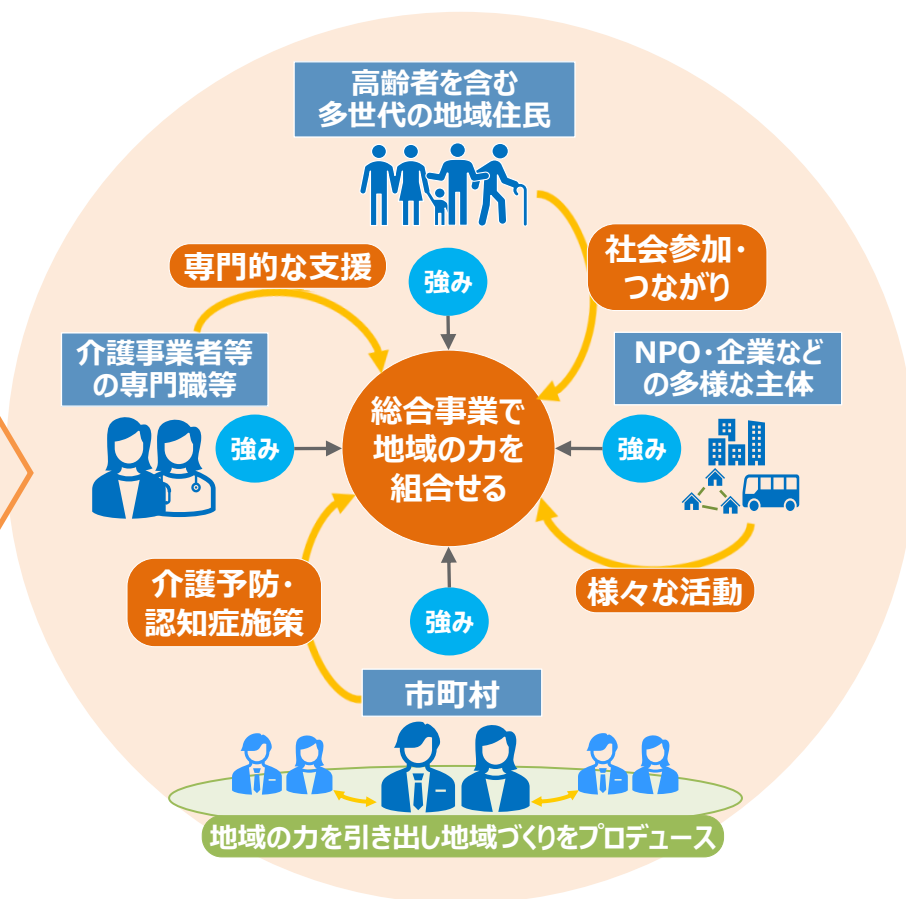 高齢者を含む
多世代の地域住民
専門的な支援
強み
社会参加・
つながり
介護事業者等
の専門職等
NPO・企業など
の多様な主体
強み
総合事業で
地域の力を
組合せる
強み
介護予防・
認知症施策
強み
様々な活動
市町村
地域の力を引き出し地域づくりをプロデュース